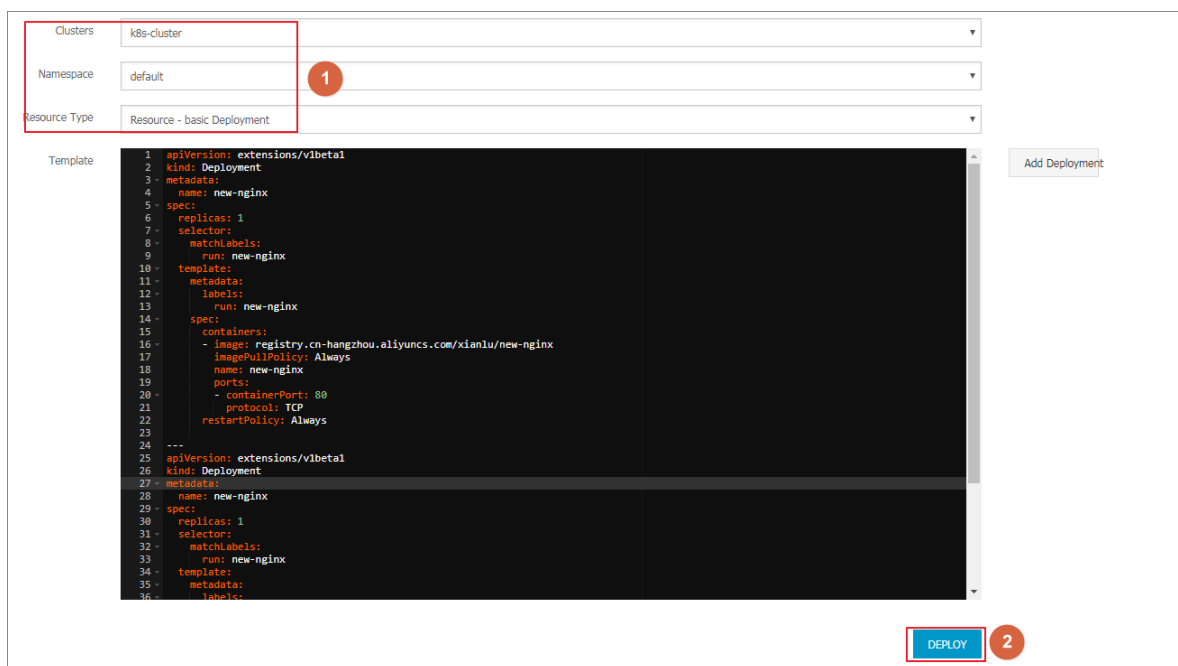 Clusters k8s-cluster
Namespace default
1
Resource Type Resource - basic Deployment
Template
Add Deployment
1 apiVersion: extensions/v1beta1
2 kind: Deployment
3 metadata:
4   name: new-nginx
5 spec:
6   replicas: 1
7   selector:
8     matchLabels:
9       run: new-nginx
10   template:
11     metadata:
12       labels:
13         run: new-nginx
14     spec:
15       containers:
16       - image: registry.cn-hangzhou.aliyuncs.com/xianlu/new-nginx
17         imagePullPolicy: Always
18         name: new-nginx
19         ports:
20         - containerPort: 80
21           protocol: TCP
22       restartPolicy: Always
23
24 ---
25 apiVersion: extensions/v1beta1
26 kind: Deployment
27 metadata:
28   name: new-nginx
29 spec:
30   replicas: 1
31   selector:
32     matchLabels:
33       run: new-nginx
34   template:
35     metadata:
36       labels:
DEPLOY
2